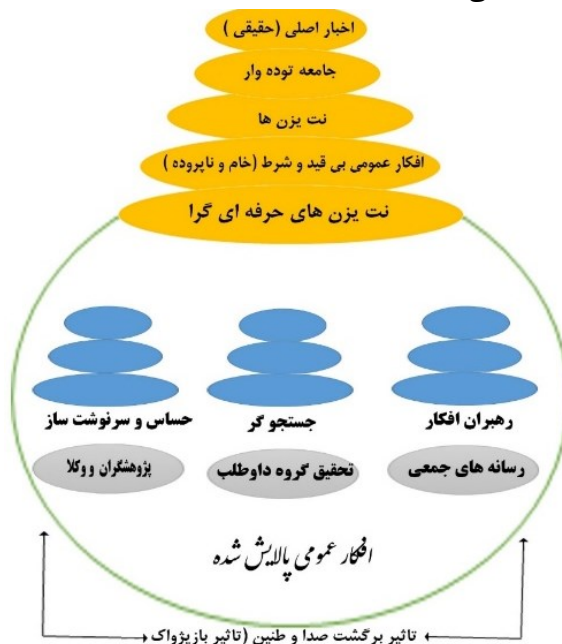 اخبار اصلی (حقیقی )
جامعه توده وار
نت یزن ها
افکار عمومی بی قید و شرط (خام و ناپروده )
نت یزن های حرفه ای گرا
رهبران افکار
جستجو گر
حساس و سرنوشت ساز
رسانه های جمعی
تحقیق گروه داوطلب
پژوهشگران و وکلا
افکار عمومی پالایش شده
تاثیر برگشت صدا و طنین (تاثیر بازپژواک